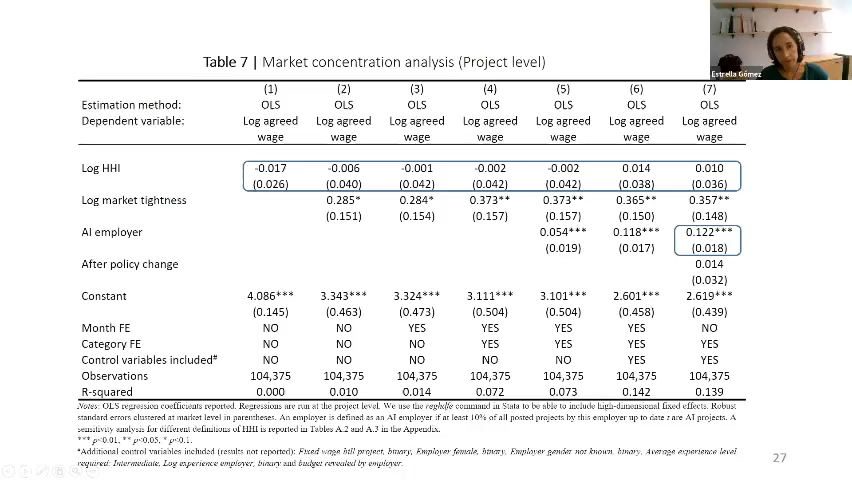 Table 7 | Market concentration analysis (Project level)
Estrella Gómez
(1) (2) (3) (4) (5) (6) (7)
Estimation method: OLS OLS OLS OLS OLS OLS OLS
Dependent variable: Log agreed Log agreed Log agreed Log agreed Log agreed Log agreed Log agreed
wage wage wage wage wage wage wage
Log HHI -0.017 -0.006 -0.001 -0.002 -0.002 0.014 0.010
(0.026) (0.040) (0.042) (0.042) (0.042) (0.038) (0.036)
Log market tightness 0.285* 0.284* 0.373** 0.373** 0.365** 0.357**
(0.151) (0.154) (0.157) (0.157) (0.150) (0.148)
AI employer 0.054*** 0.118*** 0.122***
(0.019) (0.017) (0.018)
After policy change 0.014
(0.032)
Constant 4.086*** 3.343*** 3.324*** 3.111*** 3.101*** 2.601*** 2.619***
(0.145) (0.463) (0.473) (0.504) (0.504) (0.458) (0.439)
Month FE NO NO YES YES YES YES NO
Category FE NO NO NO YES YES YES YES
Control variables included# NO NO NO NO NO YES YES
Observations 104,375 104,375 104,375 104,375 104,375 104,375 104,375
R-squared 0.000 0.010 0.014 0.072 0.073 0.142 0.139
Notes: OLS regression coefficients reported. Regressions are run at the project level. We use the reghdfe command in Stata to be able to include high-dimensional fixed effects. Robust
standard errors clustered at market level in parentheses. An employer is defined as an AI employer if at least 10% of all posted projects by this employer up to date t are AI projects. A
sensitivity analysis for different definitions of HHI is reported in Tables A.2 and A.3 in the Appendix.
*** p<0.01, ** p<0.05, * p<0.1.
#Additional control variables included (results not reported): Fixed wage bill project, binary, Employer female, binary, Employer gender not known, binary, Average experience level
required: Intermediate, Log experience employer, binary and budget revealed by employer.
27